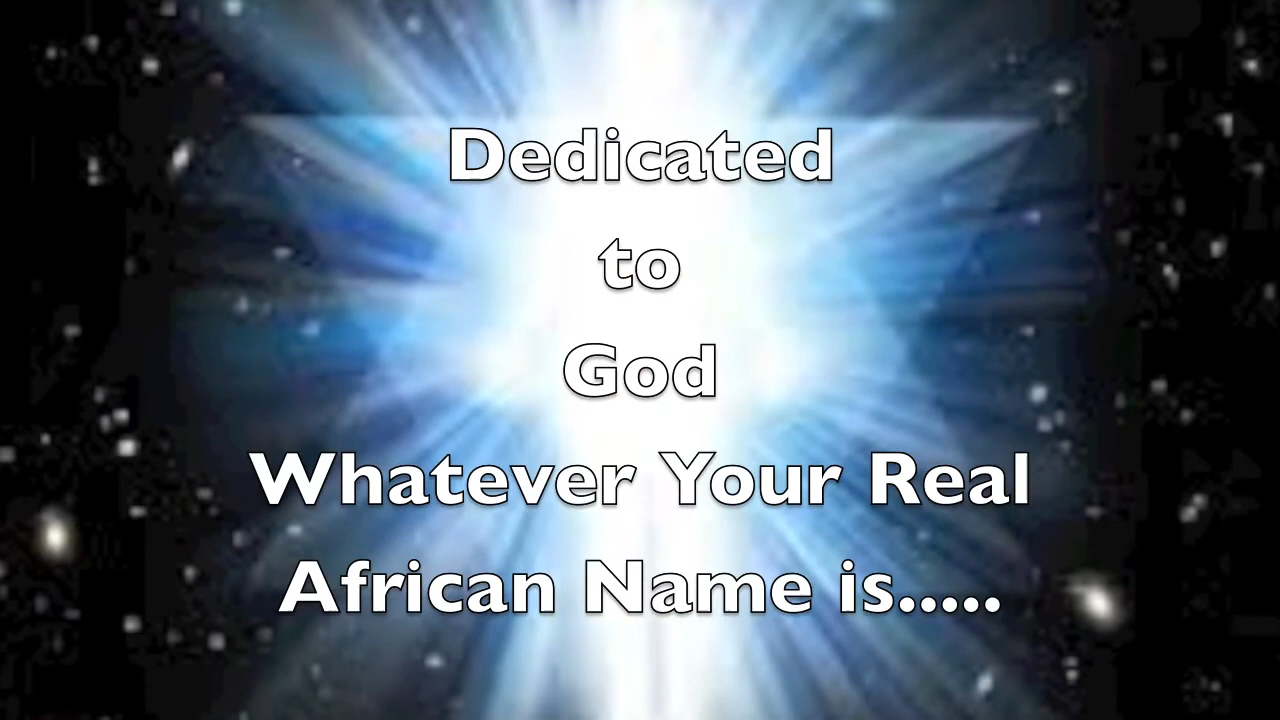 Dedicated
to
God
Whatever Your Real
African Name is.....